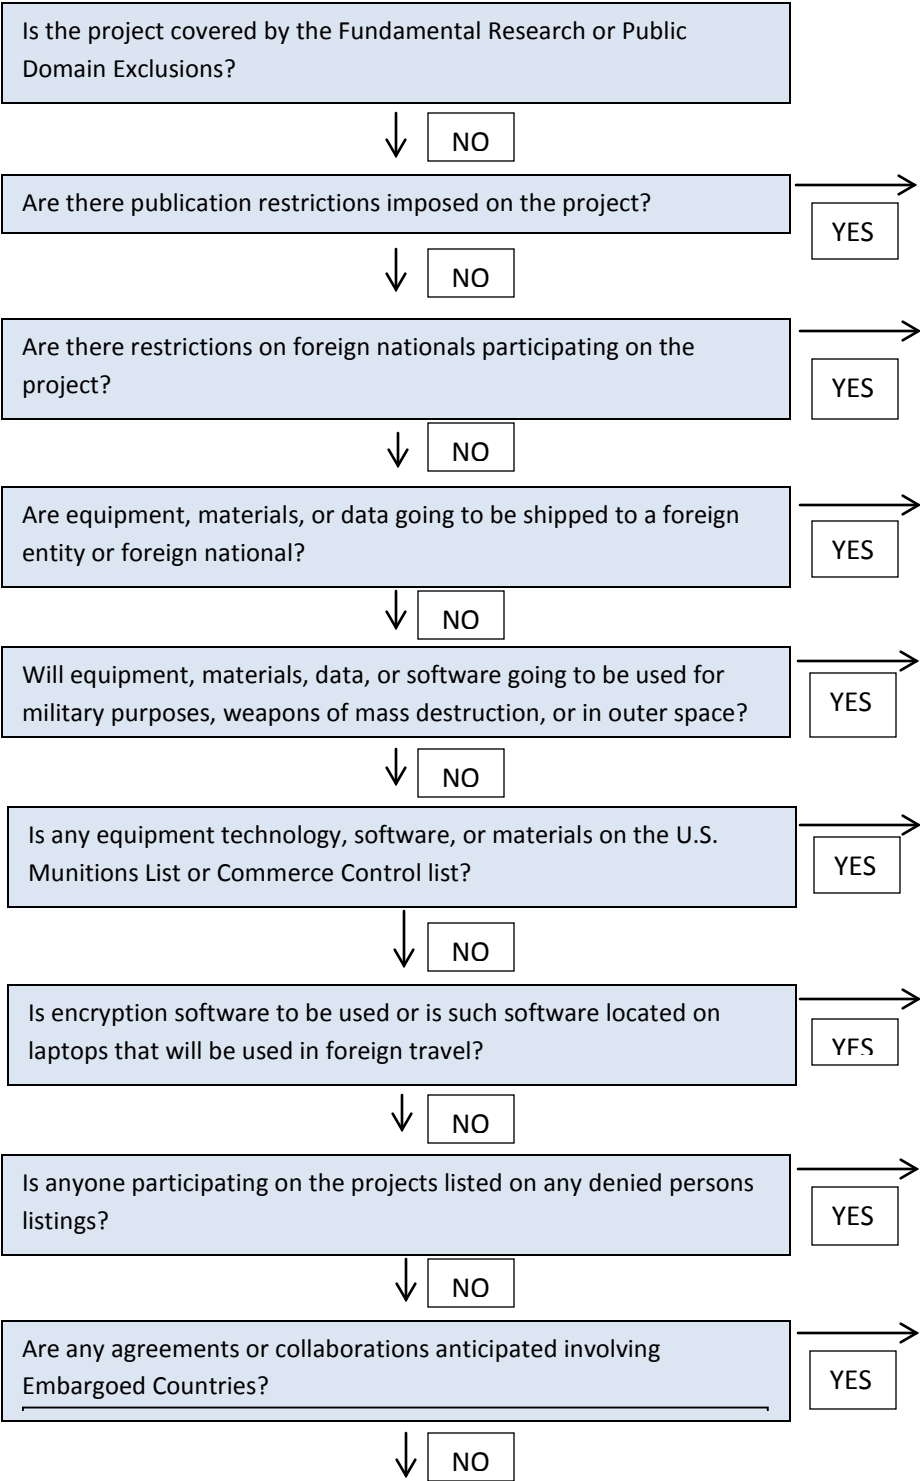 Is the project covered by the Fundamental Research or Public
Domain Exclusions?
NO
Are there publication restrictions imposed on the project?
YES
NO
Are there restrictions on foreign nationals participating on the
project?
YES
NO
Are equipment, materials, or data going to be shipped to a foreign
entity or foreign national?
YES
NO
Will equipment, materials, data, or software going to be used for
military purposes, weapons of mass destruction, or in outer space?
YES
NO
Is any equipment technology, software, or materials on the U.S.
Munitions List or Commerce Control list?
YES
NO
Is encryption software to be used or is such software located on
laptops that will be used in foreign travel?
YES
NO
Is anyone participating on the projects listed on any denied persons
listings?
YES
NO
Are any agreements or collaborations anticipated involving
Embargoed Countries?
YES
NO